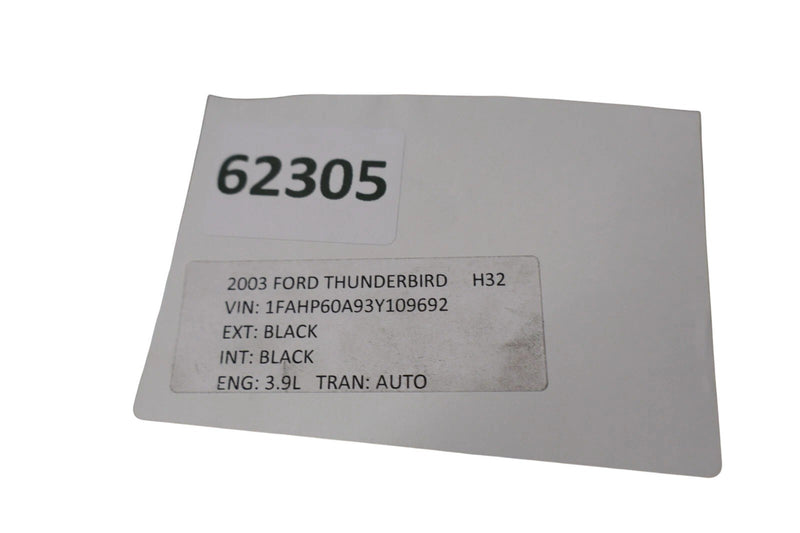 62305
2003 FORD THUNDERBIRD H32
VIN: 1FAHP60A93Y109692
EXT: BLACK
INT: BLACK
ENG: 3.9L TRAN: AUTO